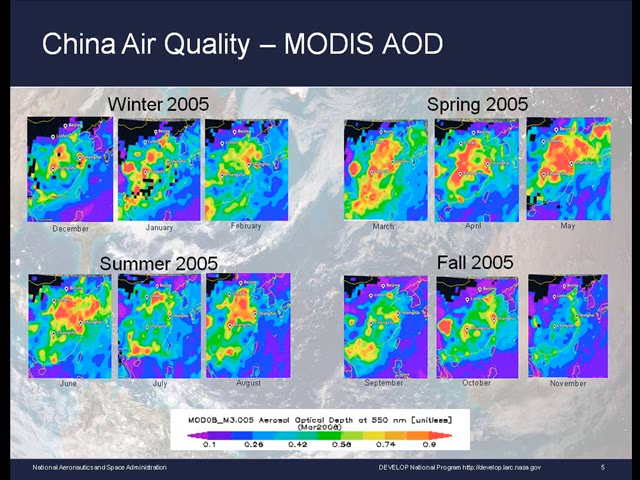 China Air Quality – MODIS AOD
Winter 2005
Spring 2005
December
January
February
March
April
May
Summer 2005
Fall 2005
June
July
August
September
October
November
MOD08_M3.005 Aerosol Optical Depth at 550 nm [unitless]
(Mar2006)
0.1 0.26 0.42 0.58 0.74 0.9
National Aeronautics and Space Administration
DEVELOP National Program http://develop.larc.nasa.gov
5